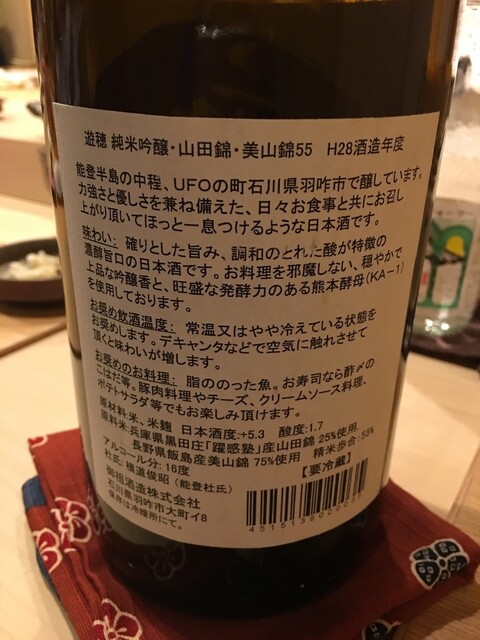 遊穂 純米吟醸・山田錦・美山錦55 H28酒造年度
能登半島の中程、UFOの町石川県羽咋市で醸しています。
力強さと優しさを兼ね備えた、日々お食事と共にお召し
上がり頂いてほっと一息つけるような日本酒です。
味わい: 確りとした旨み、調和のとれた酸が特徴の
濃醇旨口の日本酒です。お料理を邪魔しない、穏やかで
上品な吟醸香と、旺盛な発酵力のある熊本酵母(KA-1)
を使用しております。
お奨め飲酒温度: 常温又はやや冷えている状態を
お奨めします。デキャンタなどで空気に触れさせて
頂くと味わいが増します。
お奨めのお料理: 脂ののった魚。お寿司なら酢〆の
こはだ等。豚肉料理やチーズ、クリームソース料理、
ポテトサラダ等でもお楽しみ頂けます。
原材料米、米麹 日本酒度:+5.3 酸度:1.7
原料米兵庫県黒田庄「躍感塾」産山田錦 25%使用
長野県飯島産美山錦 75%使用 精米歩合:55%
アルコール分: 16度
【要冷蔵】
杜氏: 横道俊昭(能登杜氏)
御祖酒造株式会社
石川県羽咋市大町イ8
保存は冷暗所にて。